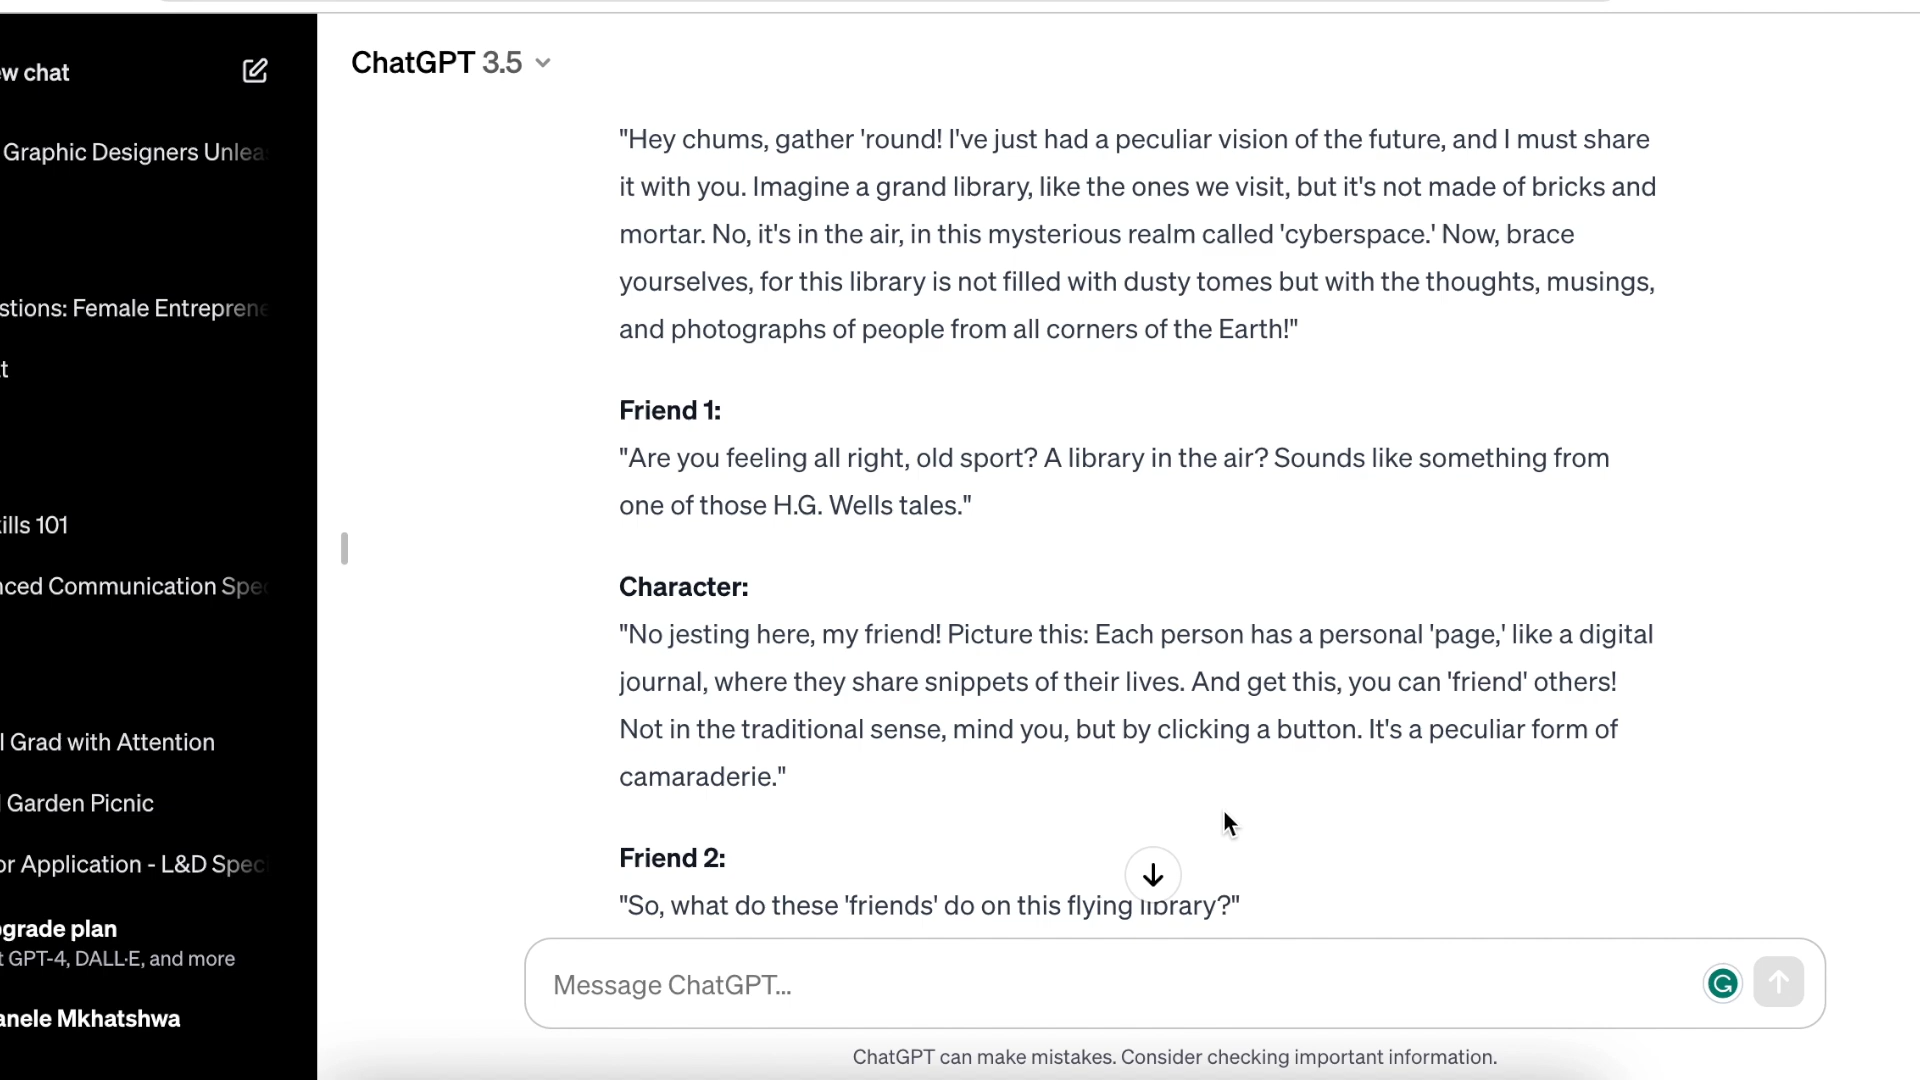 ew chat
Graphic Designers Unleas
stions: Female Entreprene
t
ills 101
nced Communication Spec
l Grad with Attention
l Garden Picnic
or Application - L&D Speci
pgrade plan
t GPT-4, DALL·E, and more
anele Mkhatshwa
ChatGPT 3.5
"Hey chums, gather 'round! I've just had a peculiar vision of the future, and I must share
it with you. Imagine a grand library, like the ones we visit, but it's not made of bricks and
mortar. No, it's in the air, in this mysterious realm called 'cyberspace.' Now, brace
yourselves, for this library is not filled with dusty tomes but with the thoughts, musings,
and photographs of people from all corners of the Earth!"
Friend 1:
"Are you feeling all right, old sport? A library in the air? Sounds like something from
one of those H.G. Wells tales."
Character:
"No jesting here, my friend! Picture this: Each person has a personal 'page,' like a digital
journal, where they share snippets of their lives. And get this, you can 'friend' others!
Not in the traditional sense, mind you, but by clicking a button. It's a peculiar form of
camaraderie."
Friend 2:
"So, what do these 'friends' do on this flying library?"
Message ChatGPT...
G
ChatGPT can make mistakes. Consider checking important information.